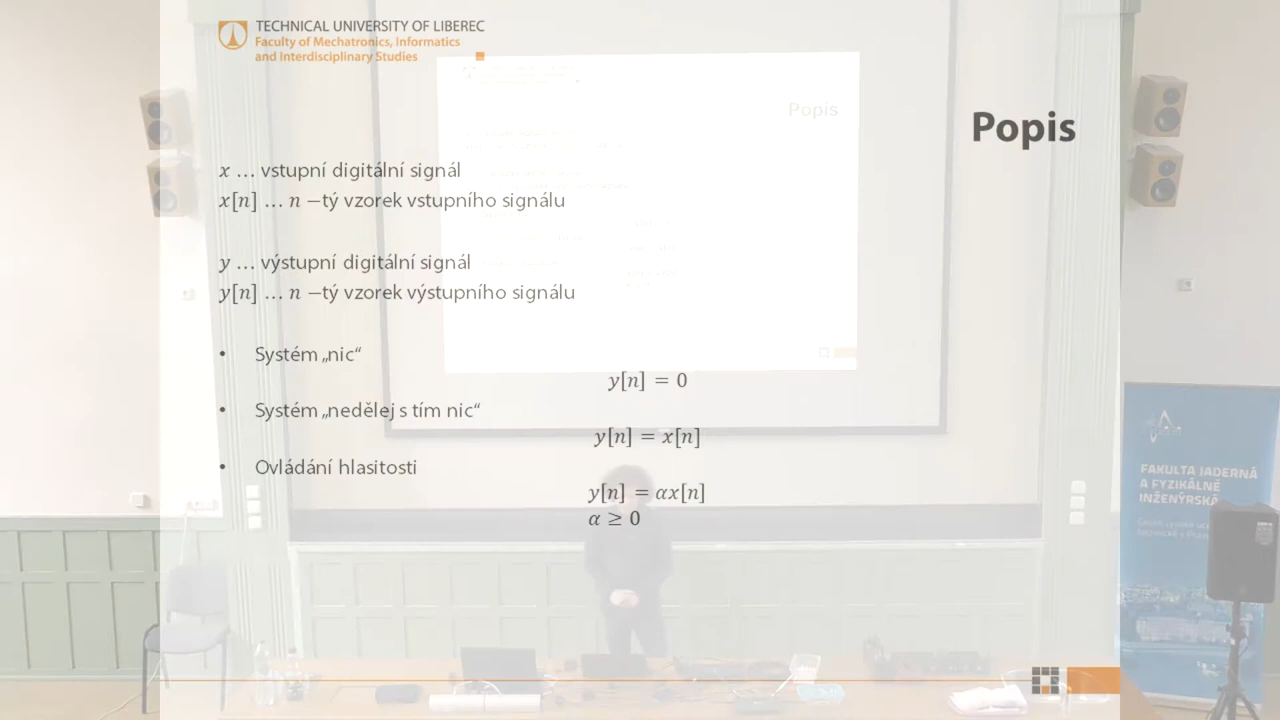 TECHNICAL UNIVERSITY OF LIBEREC
Faculty of Mechatronics, Informatics
and Interdisciplinary Studies
Popis
Popis
x … vstupní digitální signál
x[n] … n −tý vzorek vstupního signálu
y … výstupní digitální signál
y[n] … n −tý vzorek výstupního signálu
• Systém „nic“
y[n] = 0
• Systém „nedělej s tím nic“
y[n] = x[n]
• Ovládání hlasitosti
y[n] = αx[n]
α ≥ 0
FAKULTA JADERNÁ
A FYZIKÁLNĚ
INŽENÝRSKÁ